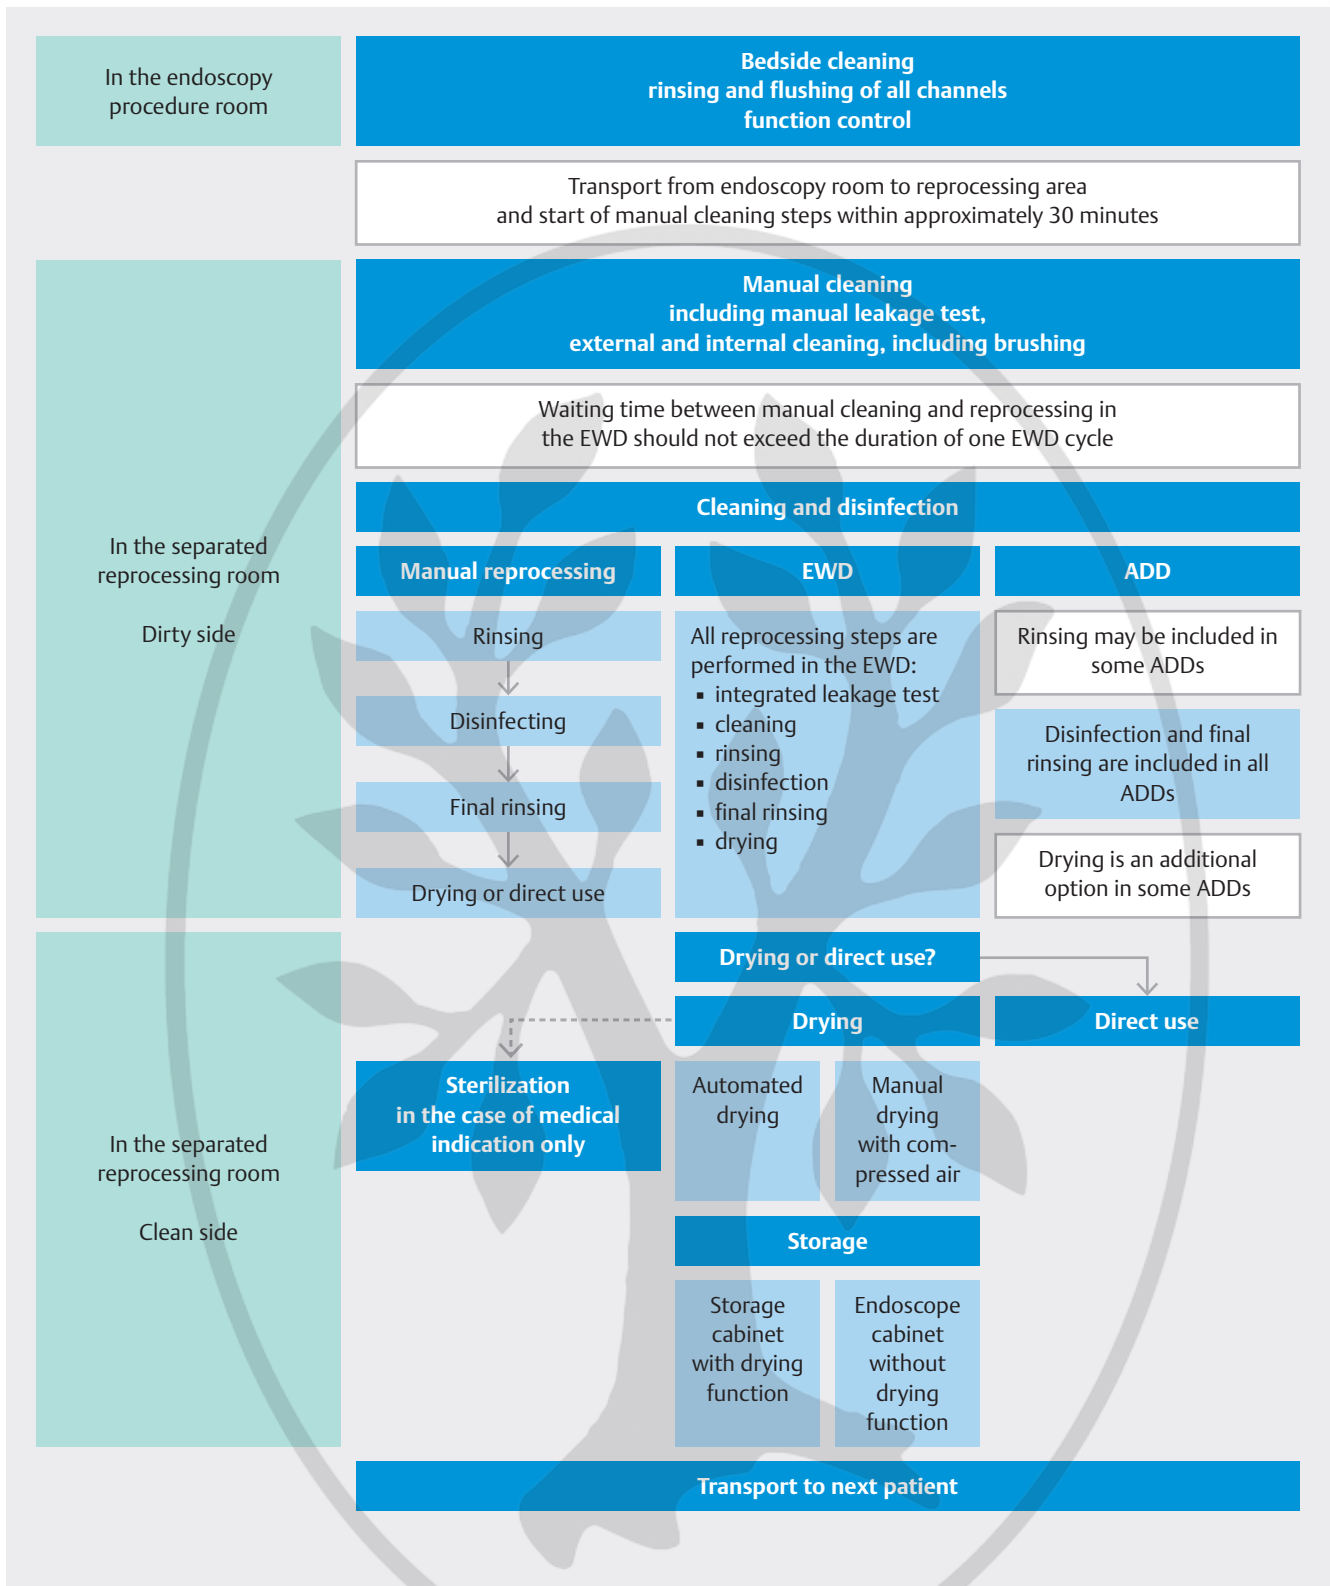 In the endoscopy
procedure room
Bedside cleaning
rinsing and flushing of all channels
function control
Transport from endoscopy room to reprocessing area
and start of manual cleaning steps within approximately 30 minutes
In the separated
reprocessing room
Dirty side
Manual cleaning
including manual leakage test,
external and internal cleaning, including brushing
Waiting time between manual cleaning and reprocessing in
the EWD should not exceed the duration of one EWD cycle
Cleaning and disinfection
Manual reprocessing
Rinsing
Disinfecting
Final rinsing
Drying or direct use
EWD
All reprocessing steps are
performed in the EWD:
▪ integrated leakage test
▪ cleaning
▪ rinsing
▪ disinfection
▪ final rinsing
▪ drying
ADD
Rinsing may be included in
some ADDs
Disinfection and final
rinsing are included in all
ADDs
Drying is an additional
option in some ADDs
In the separated
reprocessing room
Clean side
Drying or direct use?
Drying
Direct use
Sterilization
in the case of medical
indication only
Automated
drying
Manual
drying
with com-
pressed air
Storage
Storage
cabinet
with drying
function
Endoscope
cabinet
without
drying
function
Transport to next patient